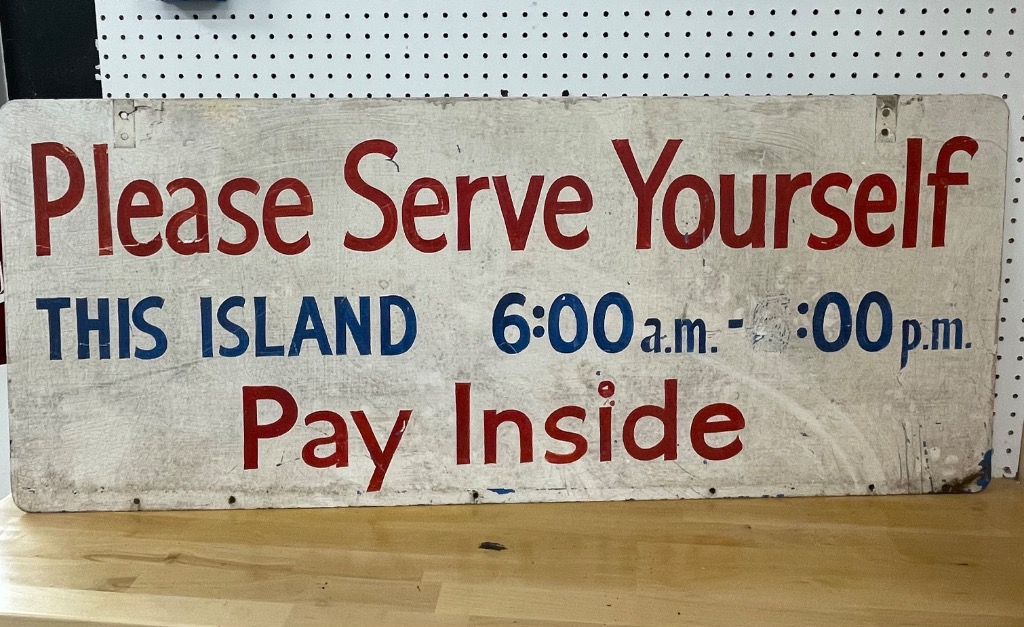 Please Serve Yourself
THIS ISLAND 6:00 a.m. - :00 p.m.
Pay Inside